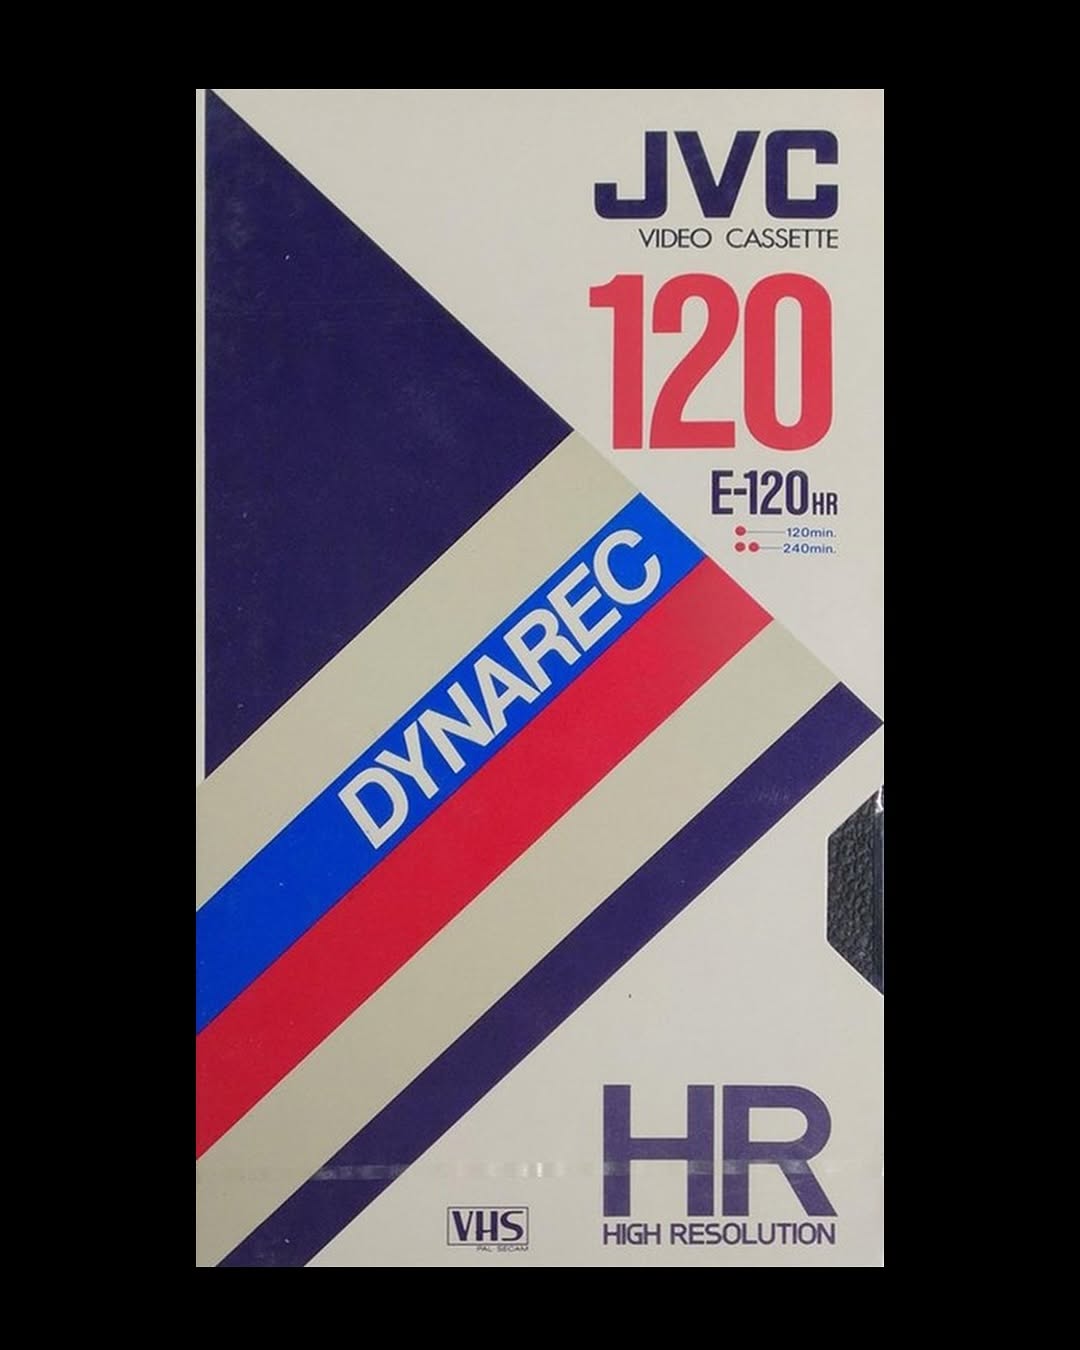 JVC
VIDEO CASSETTE
120
E-120HR
120min.
240min.
DYNAREC
HR
HIGH RESOLUTION
VHS
PAL SECAM